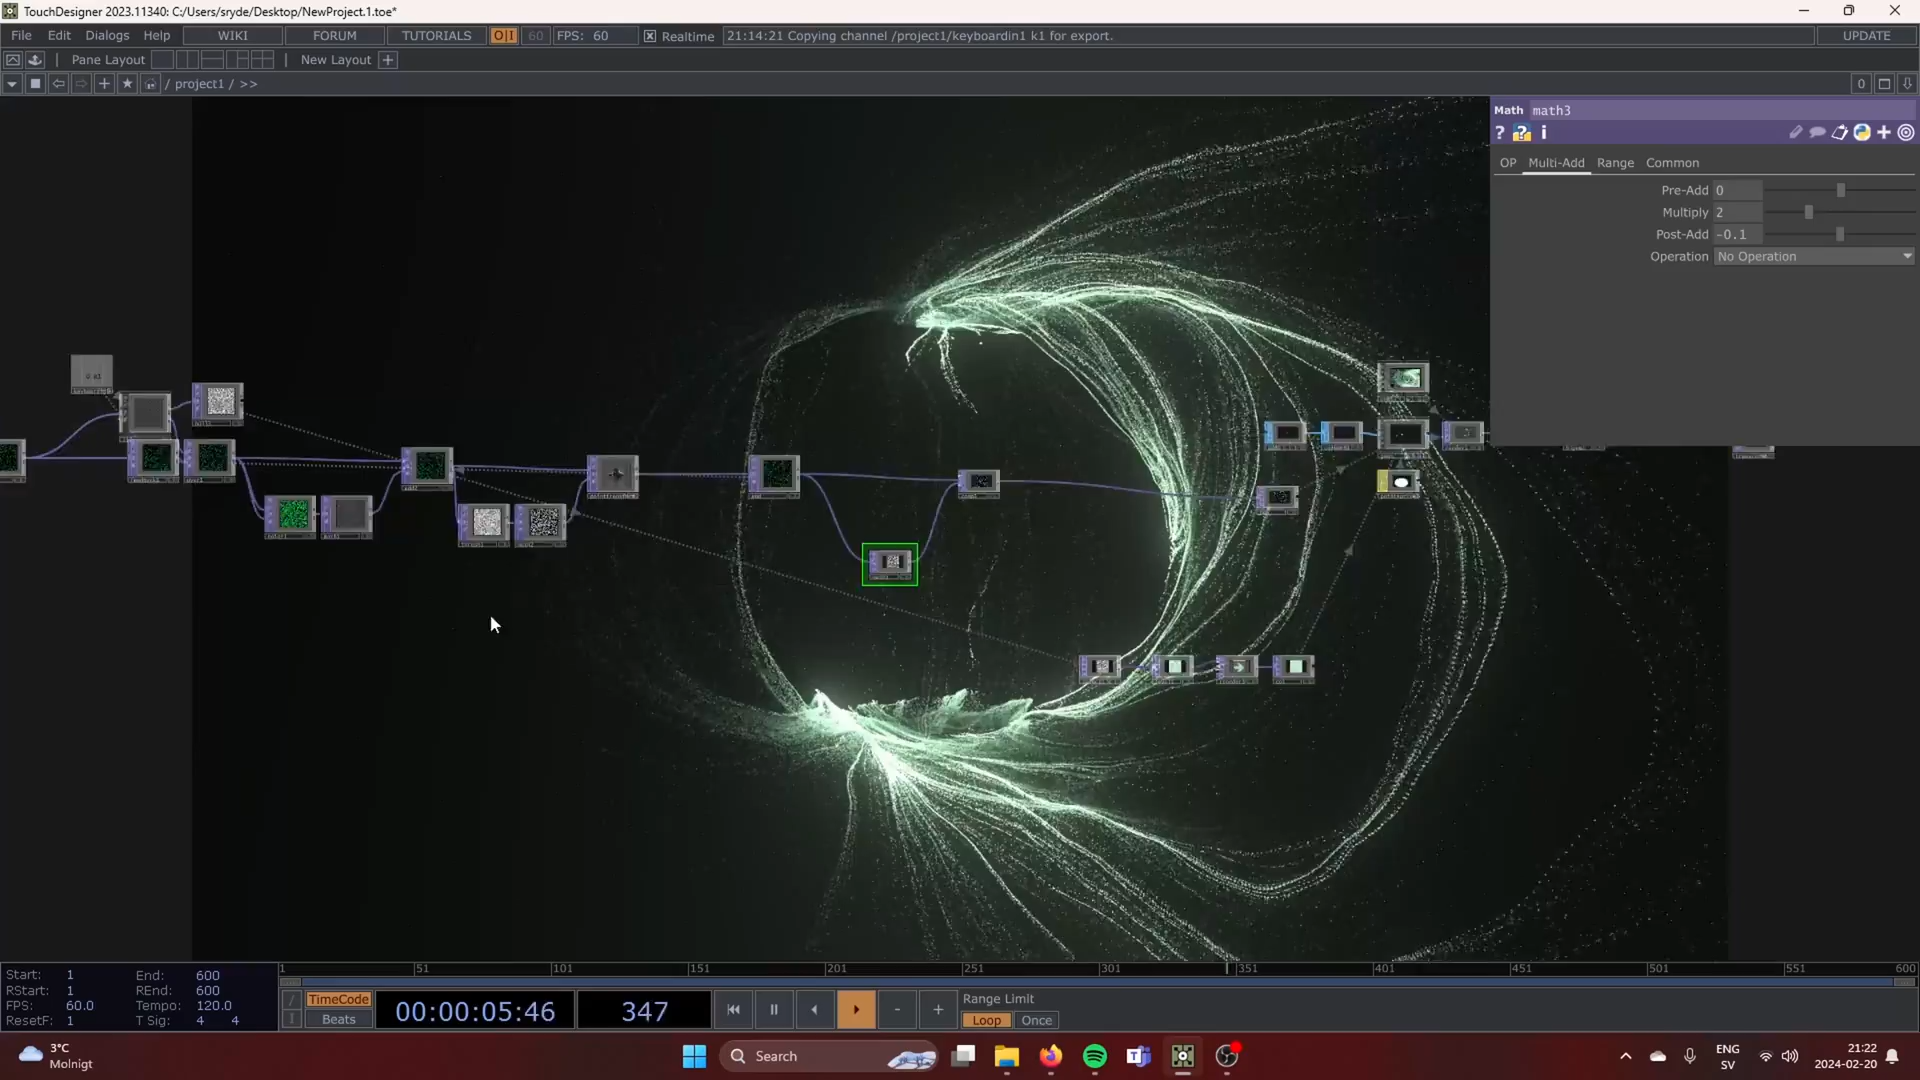 TouchDesigner 2023.11340: C:/Users/sryde/Desktop/NewProject.1.toe*
File Edit Dialogs Help WIKI FORUM TUTORIALS O|I 60 FPS: 60 Realtime 21:14:21 Copying channel /project1/keyboardin1 k1 for export. UPDATE
Pane Layout New Layout +
/ project1 / >> 0
Math math3
? ? i
OP Multi-Add Range Common
Pre-Add 0
Multiply 2
Post-Add -0.1
Operation No Operation
1 51 101 151 201 251 301 351 401 451 501 551 600
Start: 1 End: 600
RStart: 1 REnd: 600
FPS: 60.0 Tempo: 120.0
ResetF: 1 T Sig: 4 4
TimeCode
Beats
00:00:05:46
347
- +
Range Limit
Loop Once
3°C
Molnigt
Search
ENG
SV
21:22
2024-02-20